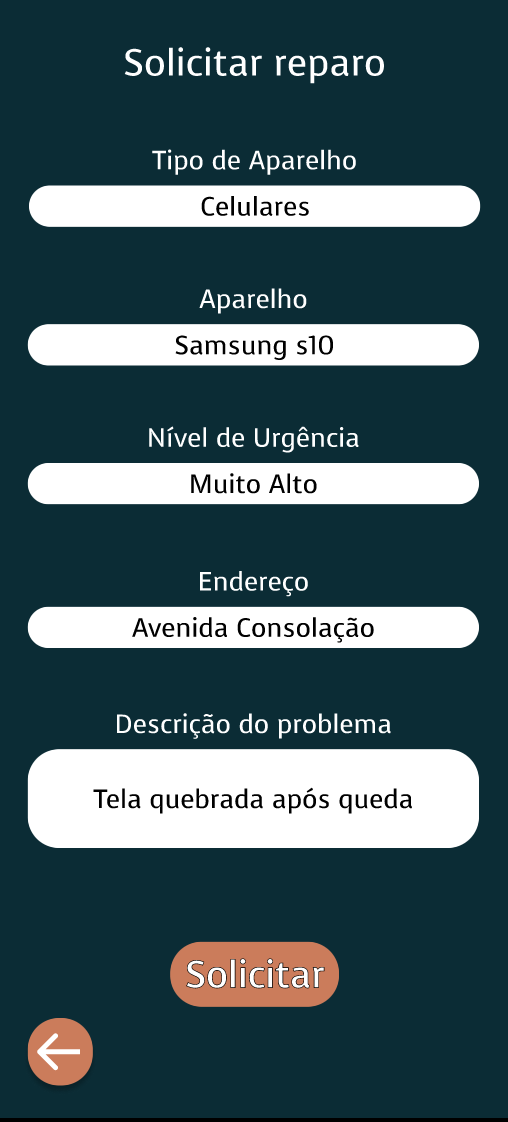 Solicitar reparo
Tipo de Aparelho
Celulares
Aparelho
Samsung s10
Nível de Urgência
Muito Alto
Endereço
Avenida Consolação
Descrição do problema
Tela quebrada após queda
Solicitar